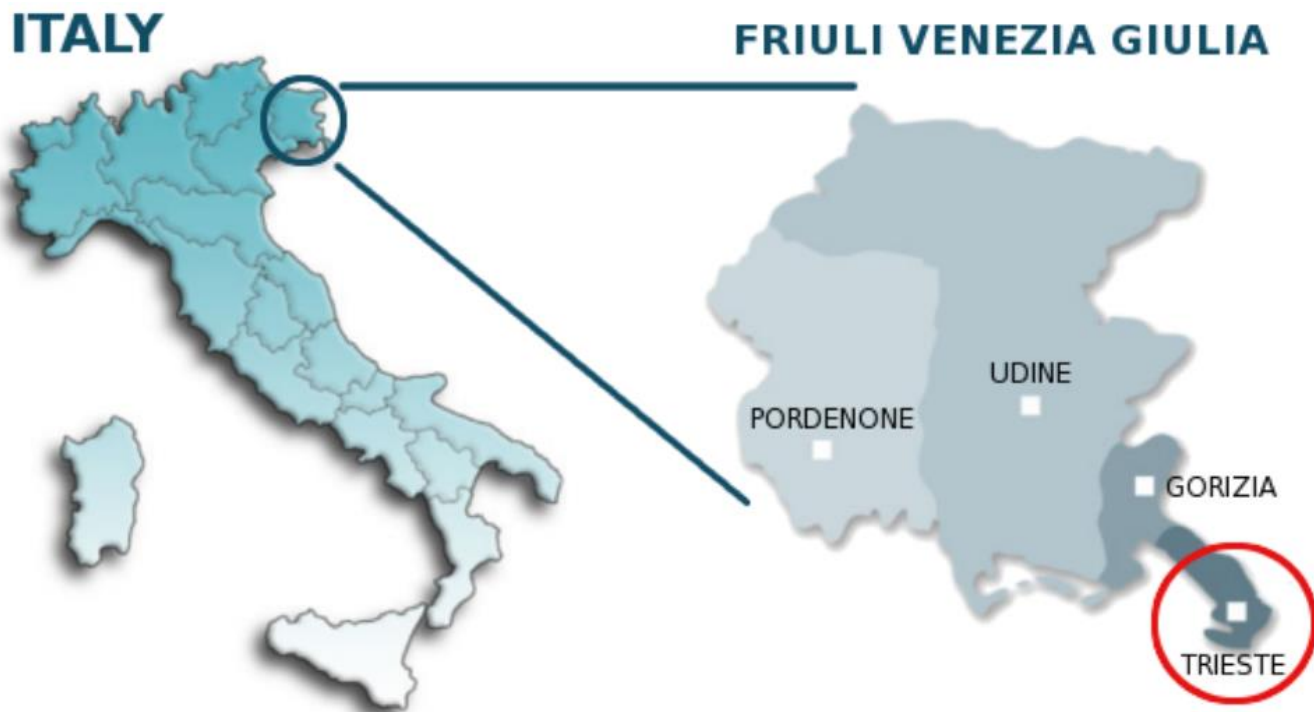 ITALY
FRIULI VENEZIA GIULIA
UDINE
PORDENONE
GORIZIA
TRIESTE